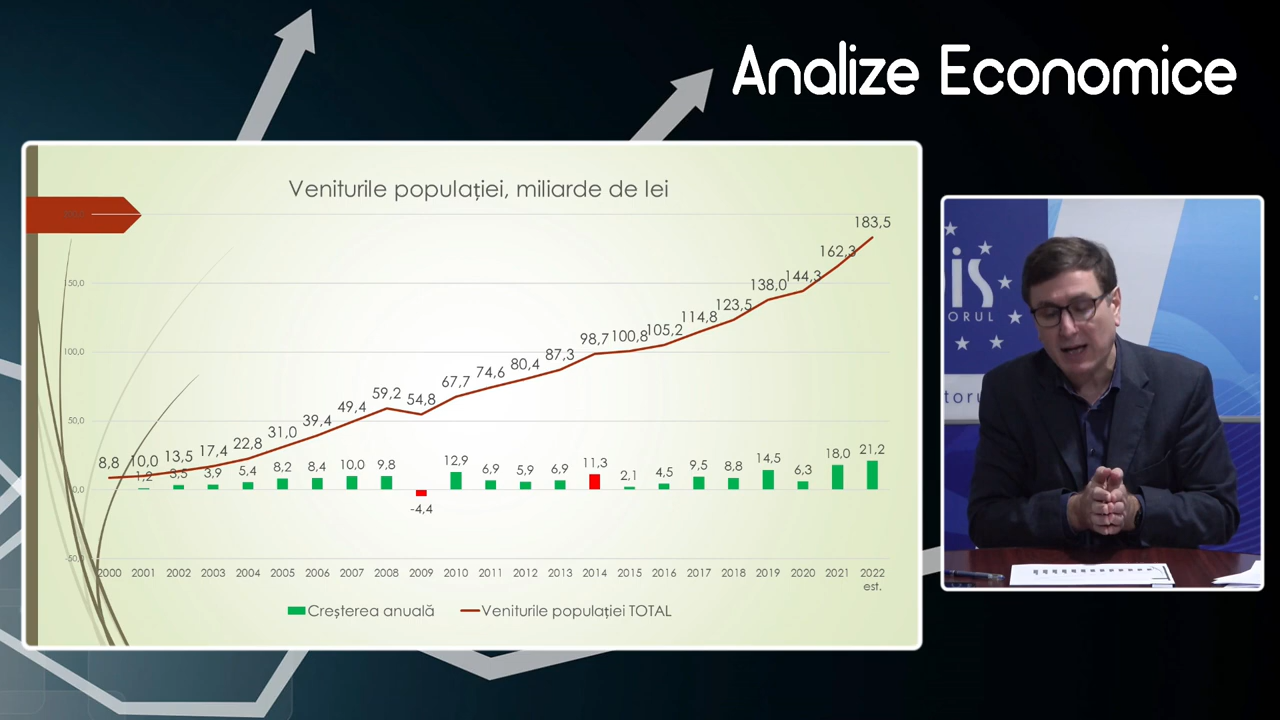 Analize Economice
Veniturile populației, miliarde de lei
150,0
100,0
50,0
0,0
-50,0
8,8 10,0 13,5 17,4 22,8 31,0 39,4 49,4 59,2 54,8 67,7 74,6 80,4 87,3 98,7 100,8 105,2 114,8 123,5 138,0 144,3 162,3 183,5
1,2 3,5 3,9 5,4 8,2 8,4 10,0 9,8 -4,4 12,9 6,9 5,9 6,9 11,3 2,1 4,5 9,5 8,8 14,5 6,3 18,0 21,2
2000 2001 2002 2003 2004 2005 2006 2007 2008 2009 2010 2011 2012 2013 2014 2015 2016 2017 2018 2019 2020 2021 2022
est.
Creșterea anuală Veniturile populației TOTAL
is
ORUL
toru